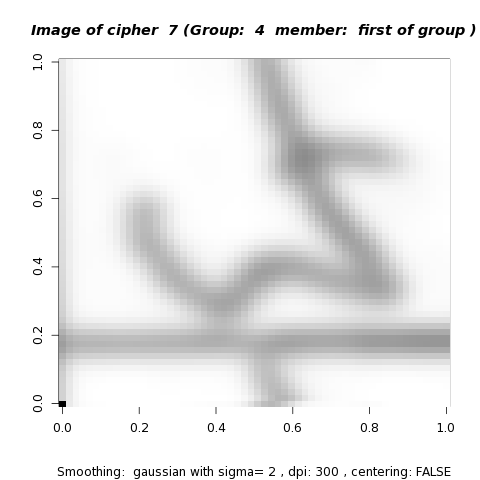 Image of cipher 7 (Group: 4 member: first of group )
1.0
0.8
0.6
0.4
0.2
0.0
0.0 0.2 0.4 0.6 0.8 1.0
Smoothing: gaussian with sigma= 2 , dpi: 300 , centering: FALSE